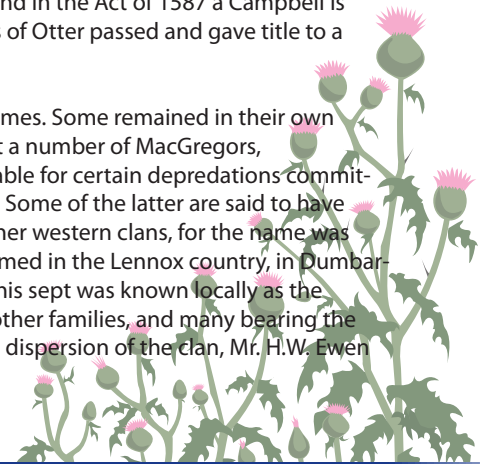 nd in the Act of 1587 a Campbell is
s of Otter passed and gave title to a
mes. Some remained in their own
t a number of MacGregors,
able for certain depredations commit-
Some of the latter are said to have
her western clans, for the name was
med in the Lennox country, in Dumbar-
his sept was known locally as the
other families, and many bearing the
dispersion of the clan, Mr. H.W. Ewen